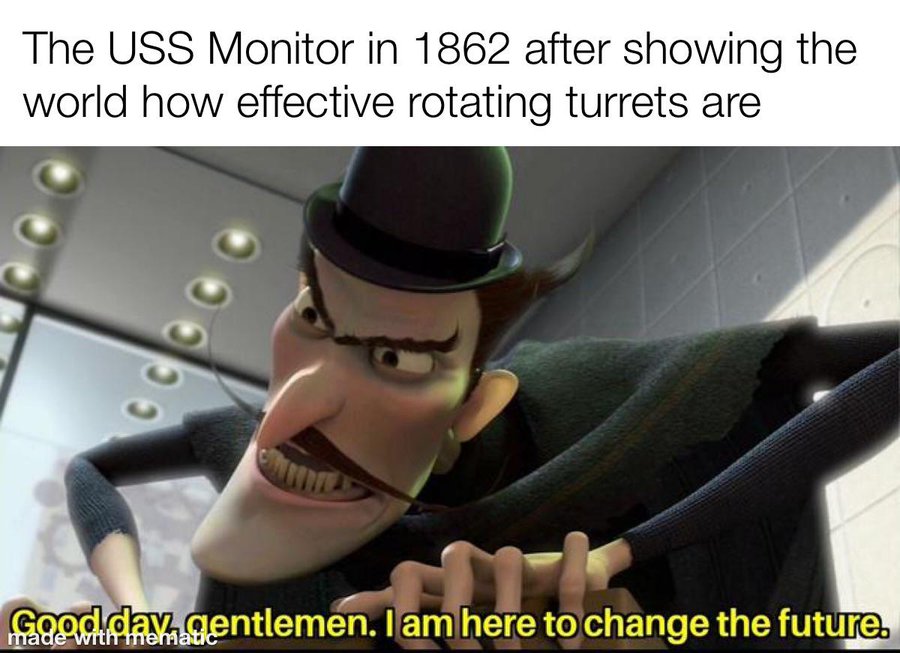 The USS Monitor in 1862 after showing the
world how effective rotating turrets are
Good day, gentlemen. I am here to change the future.
made with mematic